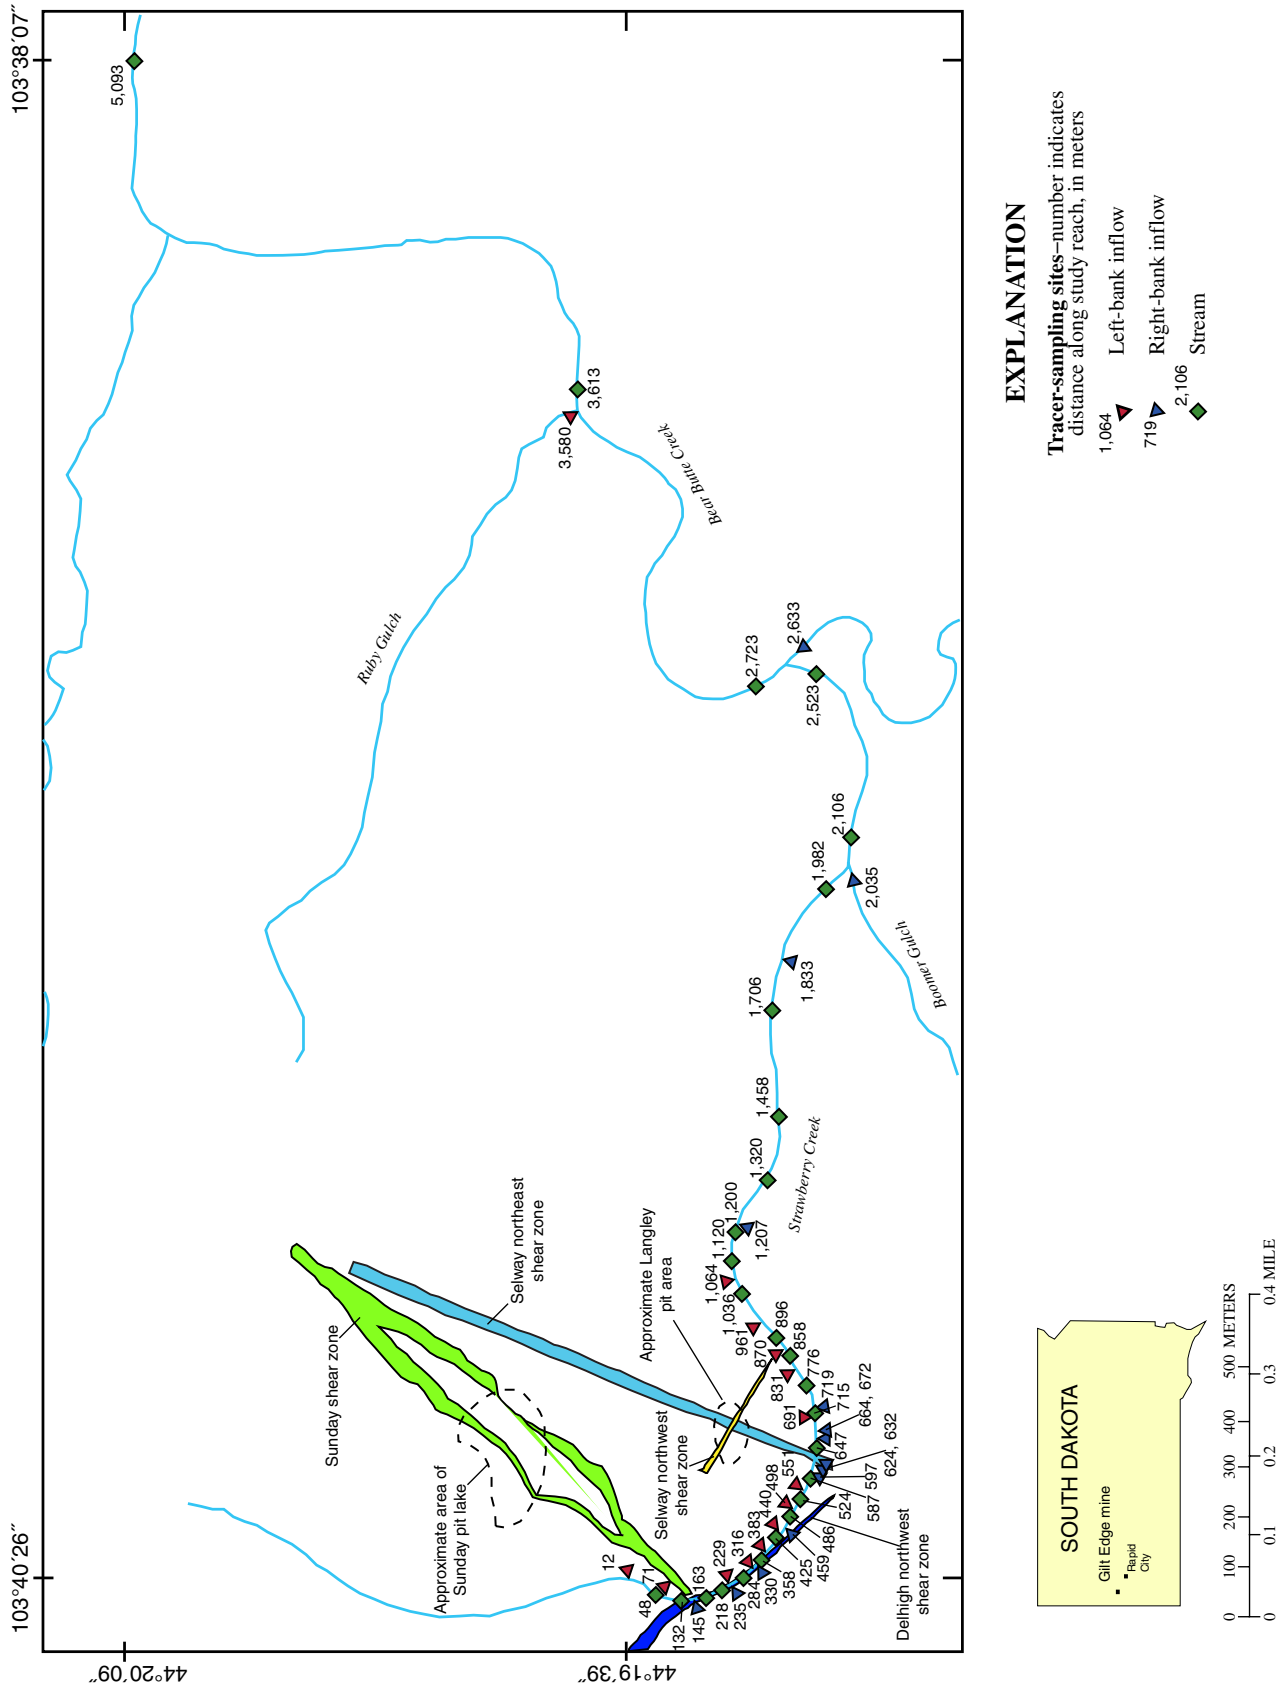 103°40′26″
103°38′07″
44°20′09″
44°19′39″
5,093
3,613
3,580
Bear Butte Creek
Ruby Gulch
2,723
2,633
2,523
2,106
1,982
2,035
Boomer Gulch
1,833
1,706
1,458
1,320
Strawberry Creek
1,200
1,207
1,120
1,064
1,036
961
896
870
858
831
776
719
715
691
664, 672
647
624, 632
597
587
551
524
498
486
459
440
425
383
358
330
316
284
235
229
218
163
145
132
71
48
12
Sunday shear zone
Selway northeast
shear zone
Approximate Langley
pit area
Selway northwest
shear zone
Approximate area of
Sunday pit lake
Delhigh northwest
shear zone
EXPLANATION
Tracer-sampling sites–number indicates
distance along study reach, in meters
1,064
Left-bank inflow
719
Right-bank inflow
2,106
Stream
SOUTH DAKOTA
Gilt Edge mine
Rapid
City
0 100 200 300 400 500 METERS
0 0.1 0.2 0.3 0.4 MILE